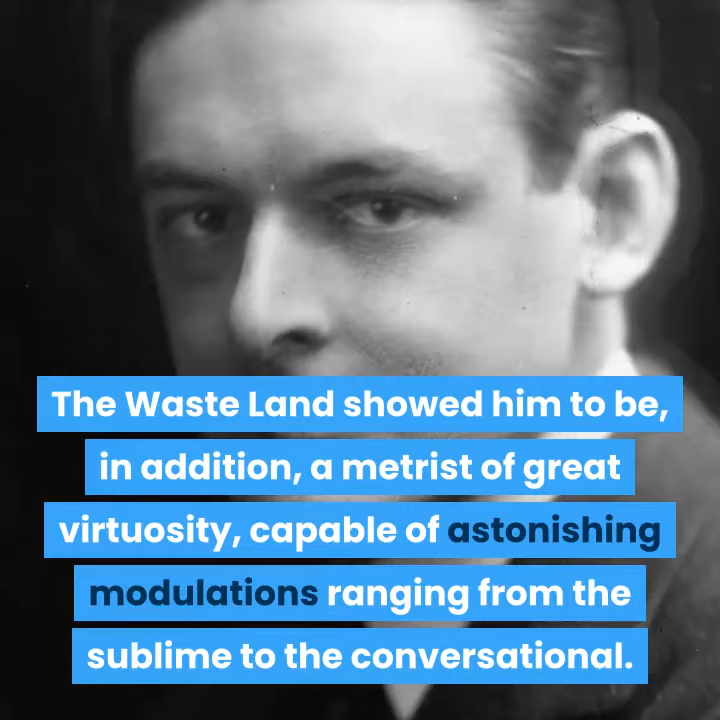 The Waste Land showed him to be,
in addition, a metrist of great
virtuosity, capable of astonishing
modulations ranging from the
sublime to the conversational.